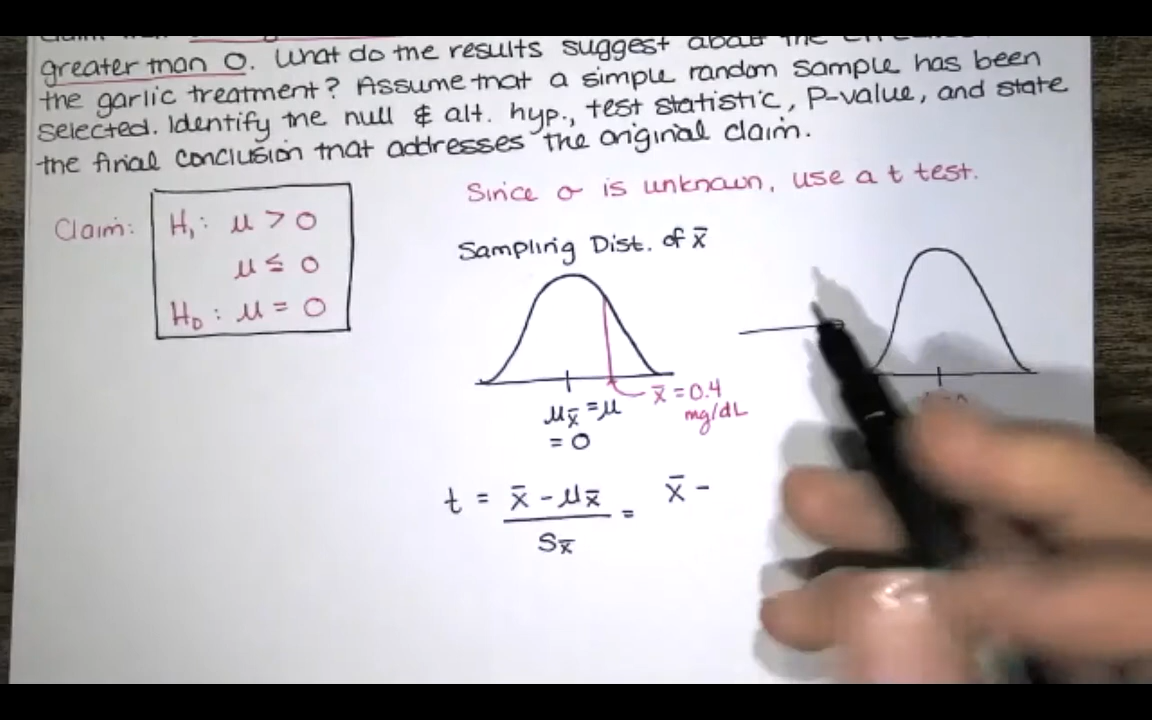 greater than 0. What do the results suggest about the
the garlic treatment? Assume that a simple random sample has been
selected. Identify the null & alt. hyp., test statistic, P-value, and state
the final conclusion that addresses the original claim.
Since σ is unknown, use a t test.
Claim: H₁: μ > 0
μ ≤ 0
H₀: μ = 0
Sampling Dist. of x̄
x̄ = 0.4
mg/dL
μx̄ = μ
= 0
t = (x̄ - μx̄) / Sx̄ = x̄ -